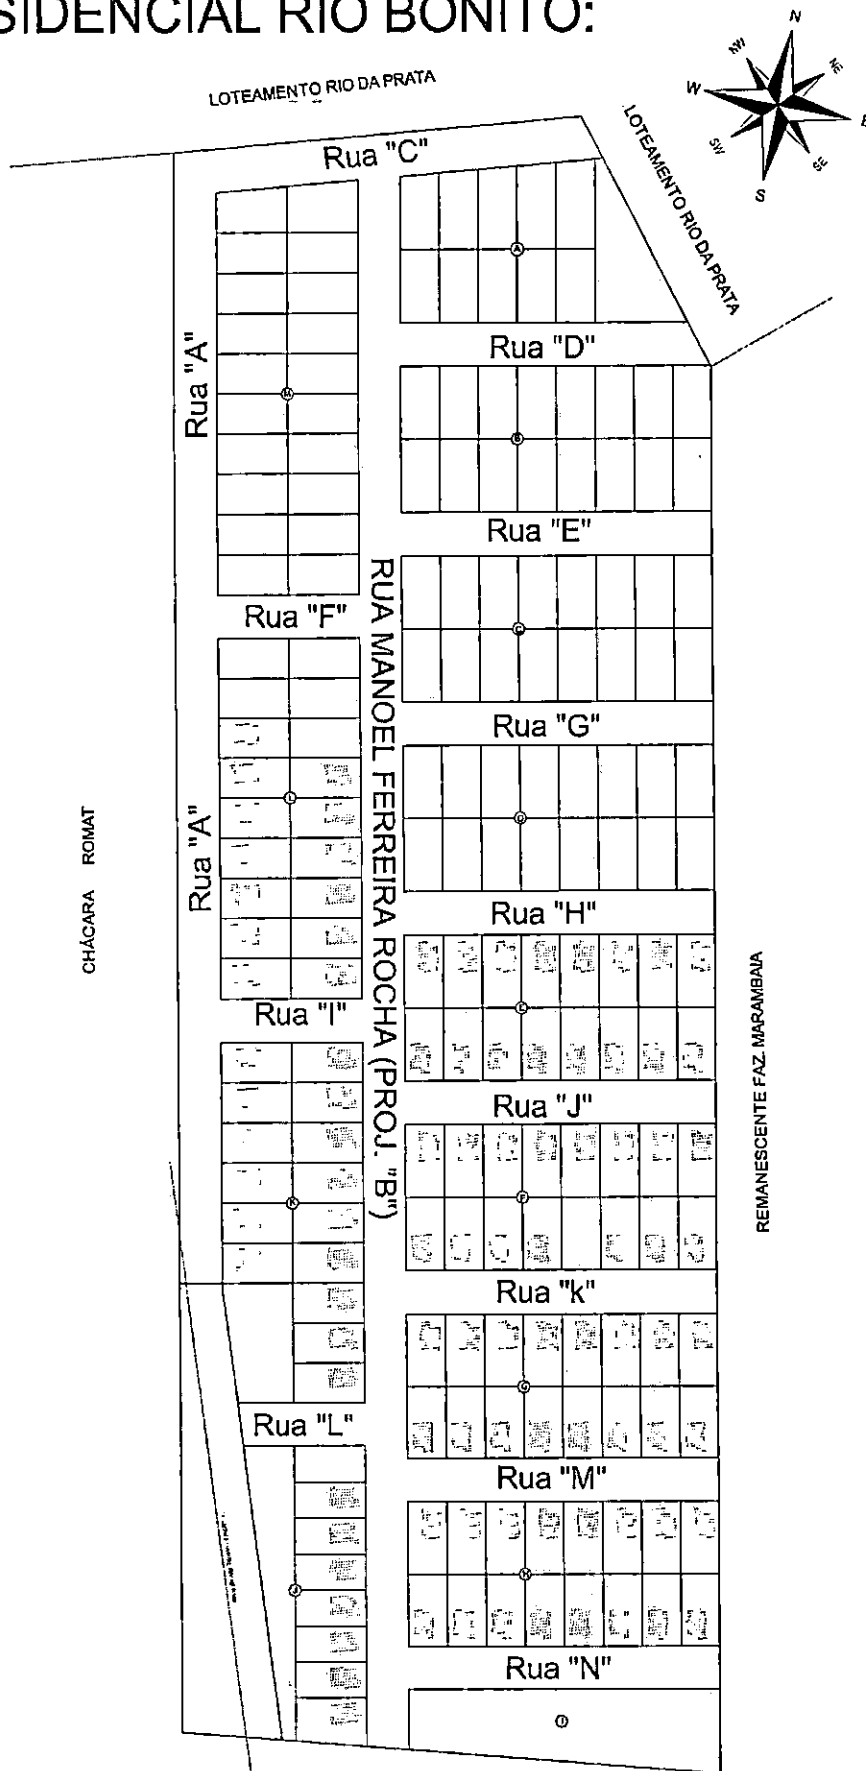 SIDENCIAL RIO BONITO:
N
NW
NE
W
E
SW
SE
S
LOTEAMENTO RIO DA PRATA
LOTEAMENTO RIO DA PRATA
Rua "C"
A
Rua "D"
Rua "A"
M
B
Rua "E"
RUA MANOEL FERREIRA ROCHA (PROJ. "B")
Rua "F"
C
Rua "G"
L
D
Rua "A"
CHÁCARA ROMAT
Rua "H"
REMANESCENTE FAZ. MARAMBAIA
E
Rua "I"
Rua "J"
K
F
Rua "k"
G
Rua "L"
Rua "M"
J
H
Rua "N"
I